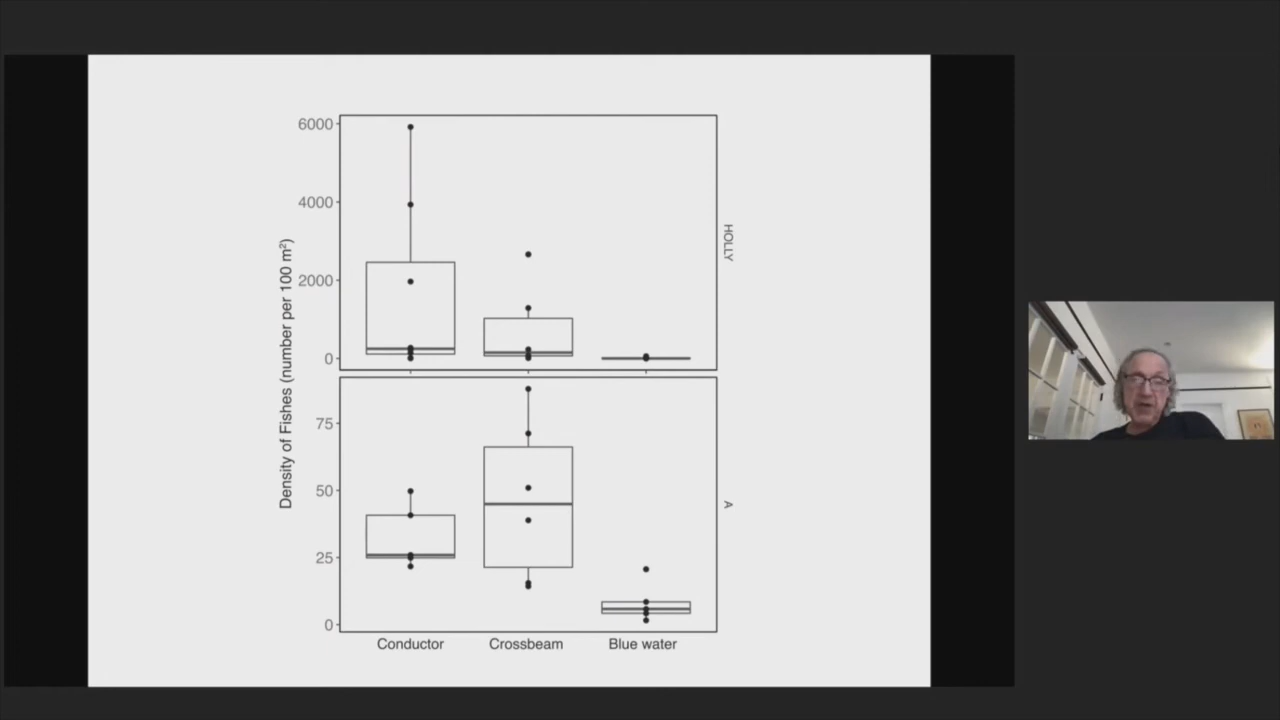 6000
4000
2000
0
HOLLY
Density of Fishes (number per 100 m²)
75
50
25
0
A
Conductor Crossbeam Blue water